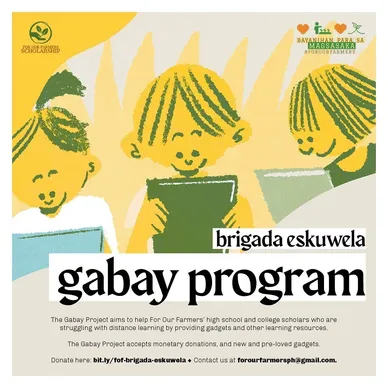 THE FOR OUR FARMERS
SCHOLARSHIP
BAYANIHAN PARA SA
MAGSASAKA
#FOROURFARMERS
brigada eskuwela
gabay program
The Gabay Project aims to help For Our Farmers' high school and college scholars who are
struggling with distance learning by providing gadgets and other learning resources.
The Gabay Project accepts monetary donations, and new and pre-loved gadgets.
Donate here: bit.ly/fof-brigada-eskuwela • Contact us at forourfarmersph@gmail.com.